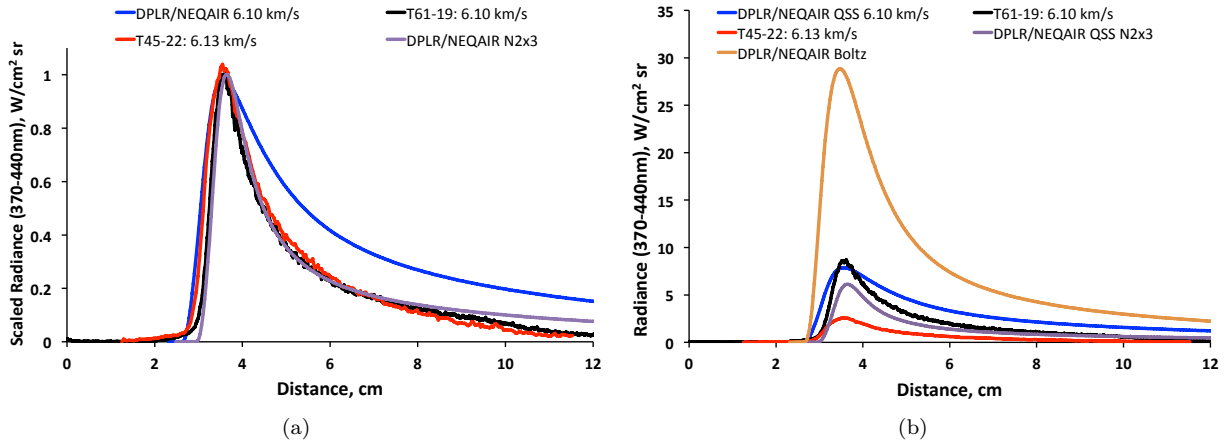 DPLR/NEQAIR 6.10 km/s
T61-19: 6.10 km/s
T45-22: 6.13 km/s
DPLR/NEQAIR N2x3
Scaled Radiance (370-440nm), W/cm² sr
1
0.8
0.6
0.4
0.2
0
0 2 4 6 8 10 12
Distance, cm
(a)
DPLR/NEQAIR QSS 6.10 km/s
T61-19: 6.10 km/s
T45-22: 6.13 km/s
DPLR/NEQAIR QSS N2x3
DPLR/NEQAIR Boltz
Radiance (370-440nm), W/cm² sr
35
30
25
20
15
10
5
0
0 2 4 6 8 10 12
Distance, cm
(b)